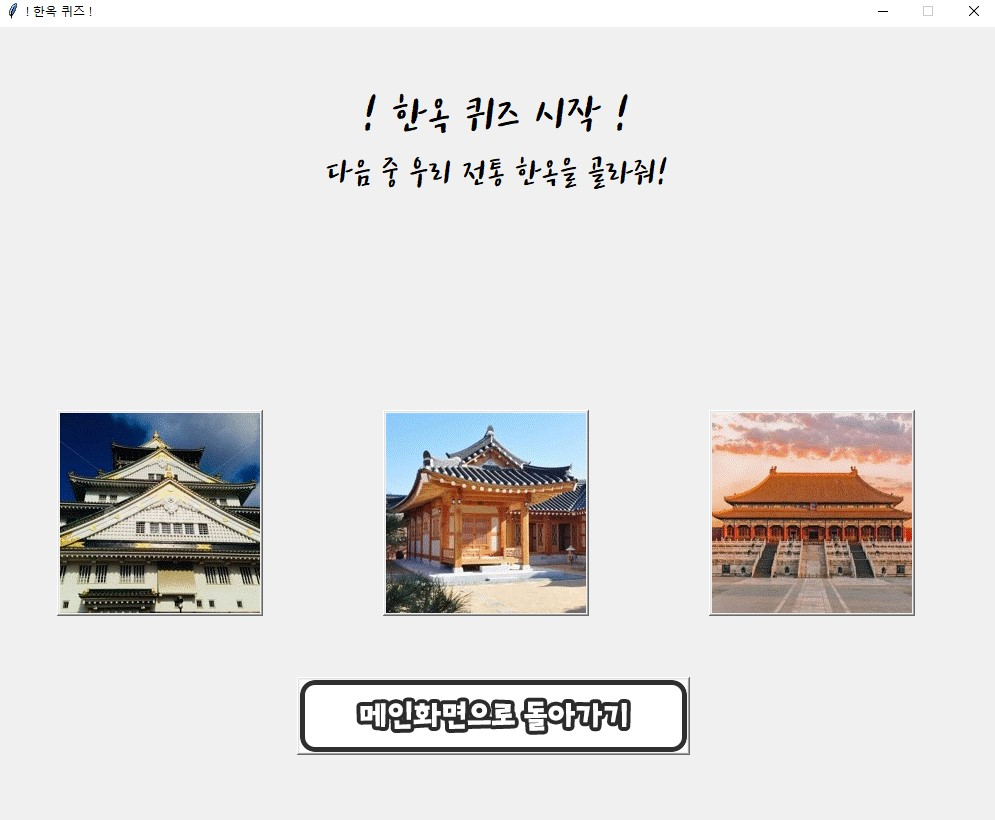 ! 한옥 퀴즈 !
! 한옥 퀴즈 시작 !
다음 중 우리 전통 한옥을 골라줘!
메인화면으로 돌아가기